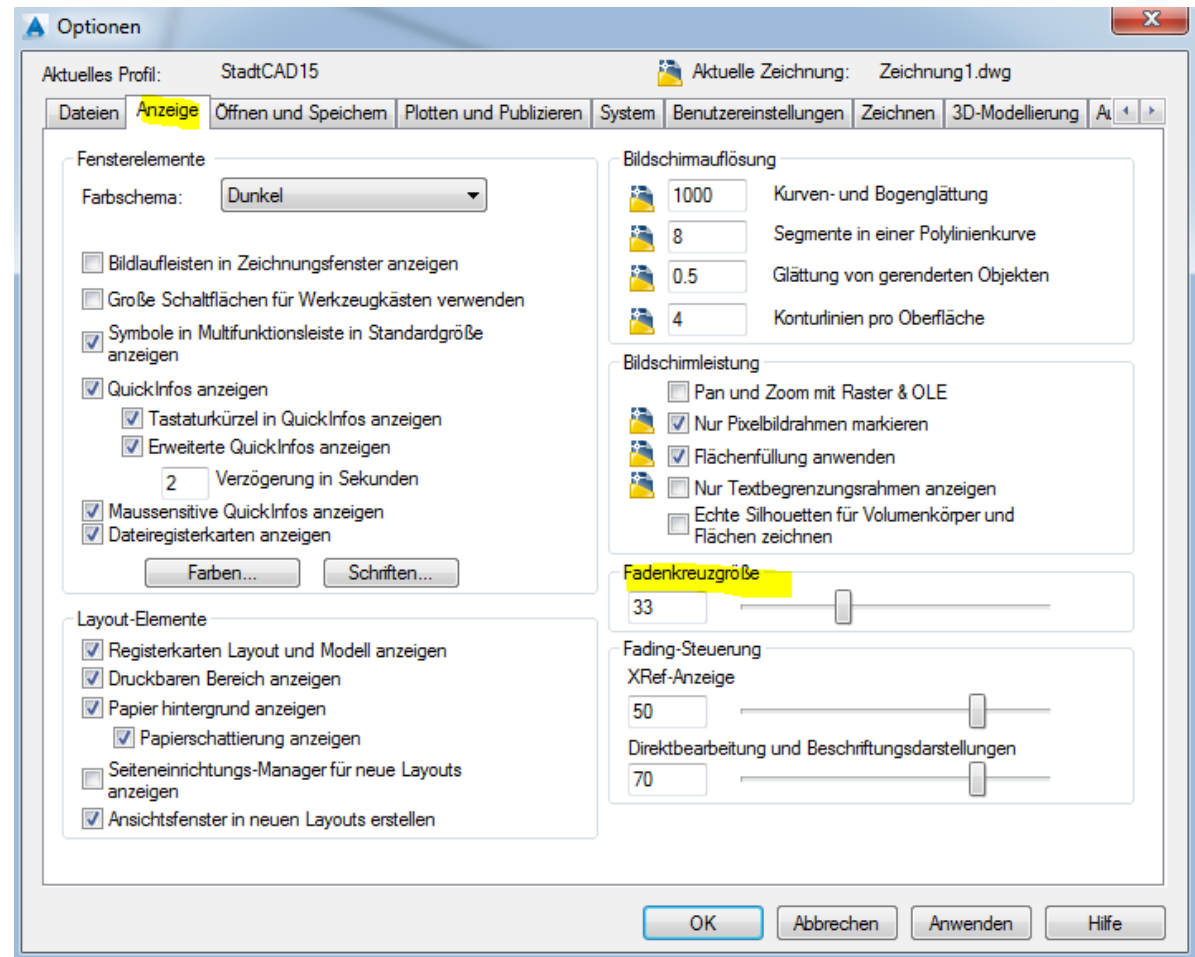 Optionen
Aktuelles Profil: StadtCAD15 Aktuelle Zeichnung: Zeichnung1.dwg
Dateien Anzeige Öffnen und Speichern Plotten und Publizieren System Benutzereinstellungen Zeichnen 3D-Modellierung
Fensterelemente
Farbschema: Dunkel
Bildlaufleisten in Zeichnungsfenster anzeigen
Große Schaltflächen für Werkzeugkästen verwenden
Symbole in Multifunktionsleiste in Standardgröße
anzeigen
QuickInfos anzeigen
Tastaturkürzel in QuickInfos anzeigen
Erweiterte QuickInfos anzeigen
2 Verzögerung in Sekunden
Maussensitive QuickInfos anzeigen
Dateiregisterkarten anzeigen
Farben... Schriften...
Layout-Elemente
Registerkarten Layout und Modell anzeigen
Druckbaren Bereich anzeigen
Papier hintergrund anzeigen
Papierschattierung anzeigen
Seiteneinrichtungs-Manager für neue Layouts
anzeigen
Ansichtsfenster in neuen Layouts erstellen
Bildschirmauflösung
1000 Kurven- und Bogenglättung
8 Segmente in einer Polylinienkurve
0.5 Glättung von gerenderten Objekten
4 Konturlinien pro Oberfläche
Bildschirmleistung
Pan und Zoom mit Raster & OLE
Nur Pixelbildrahmen markieren
Flächenfüllung anwenden
Nur Textbegrenzungsrahmen anzeigen
Echte Silhouetten für Volumenkörper und
Flächen zeichnen
Fadenkreuzgröße
33
Fading-Steuerung
XRef-Anzeige
50
Direktbearbeitung und Beschriftungsdarstellungen
70
OK Abbrechen Anwenden Hilfe